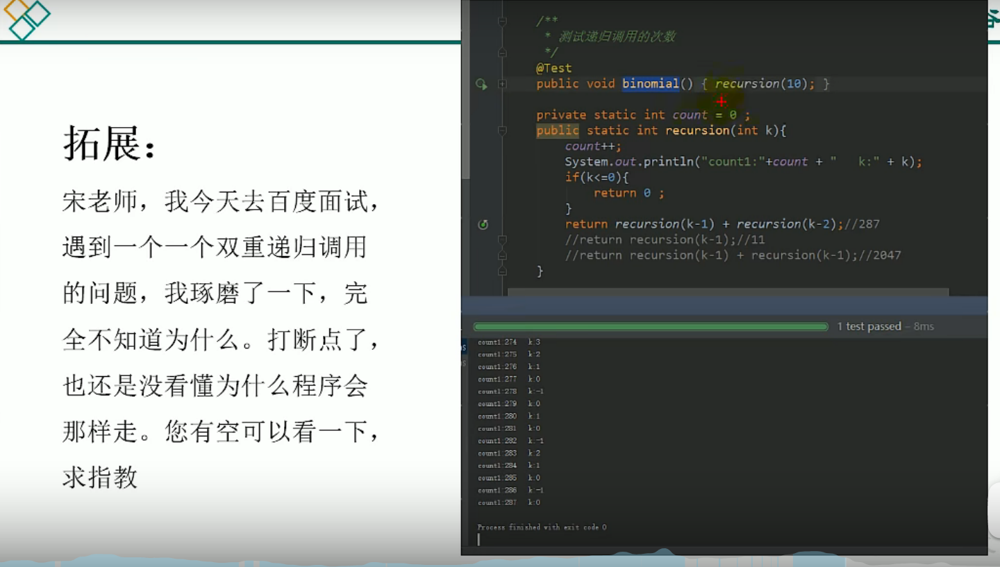 拓展：
宋老师，我今天去百度面试，
遇到一个一个双重递归调用
的问题，我琢磨了一下，完
全不知道为什么。打断点了，
也还是没看懂为什么程序会
那样走。您有空可以看一下，
求指教
/**
* 测试递归调用的次数
*/
@Test
public void binomial() { recursion(10); }
private static int count = 0 ;
public static int recursion(int k){
count++;
System.out.println("count1:"+count + "   k:" + k);
if(k<=0){
return 0 ;
}
return recursion(k-1) + recursion(k-2);//287
//return recursion(k-1);//11
//return recursion(k-1) + recursion(k-1);//2047
}
1 test passed – 8ms
count1:274   k:3
count1:275   k:2
count1:276   k:1
count1:277   k:0
count1:278   k:-1
count1:279   k:0
count1:280   k:1
count1:281   k:0
count1:282   k:-1
count1:283   k:2
count1:284   k:1
count1:285   k:0
count1:286   k:-1
count1:287   k:0
Process finished with exit code 0